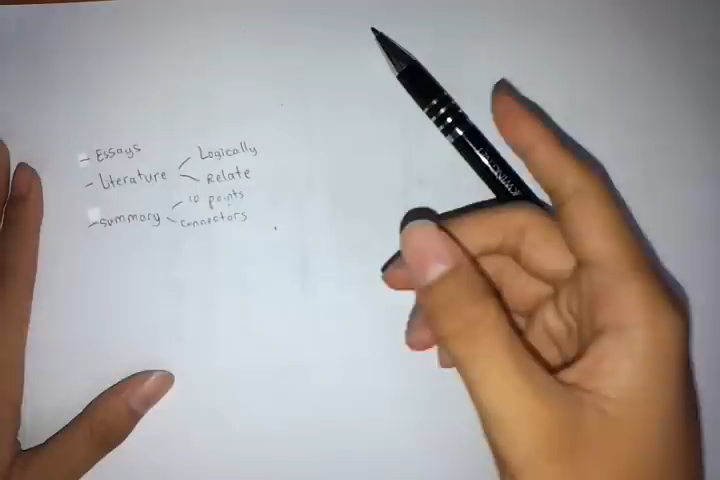 - Essays
- Literature
Logically
Relate
- Summary
10 points
connectors